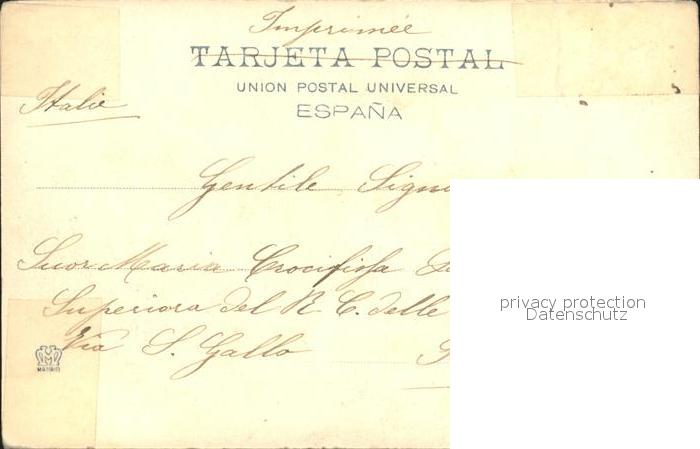 Imprimée
TARJETA POSTAL
UNION POSTAL UNIVERSAL
ESPAÑA
Italie
Gentile
Suor Maria Crocifissa
privacy protection
Superiora del R. C. delle
Datenschutz
Via S. Gallo
MADRID